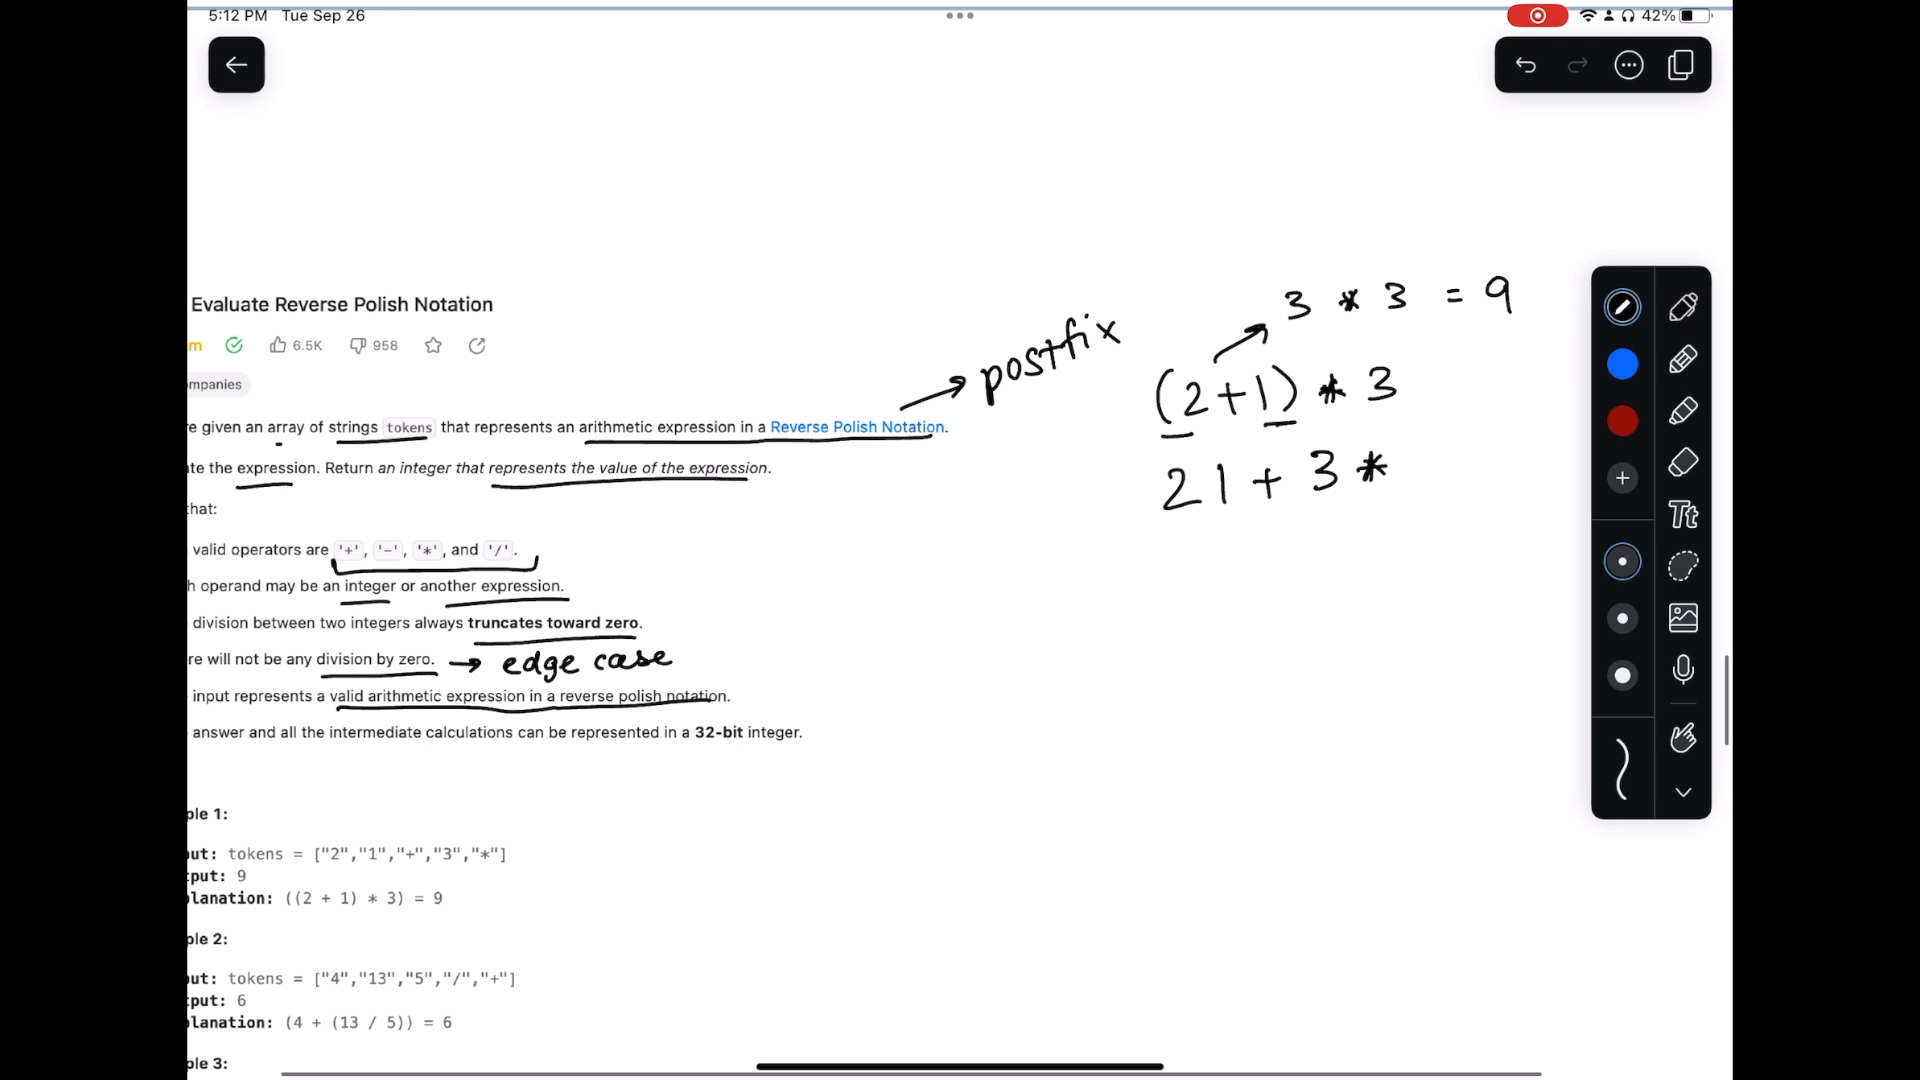 5:12 PM Tue Sep 26
42%
Evaluate Reverse Polish Notation
m 6.5K 958
mpanies
re given an array of strings tokens that represents an arithmetic expression in a Reverse Polish Notation.
te the expression. Return an integer that represents the value of the expression.
hat:
valid operators are '+', '-', '*', and '/'.
h operand may be an integer or another expression.
division between two integers always truncates toward zero.
re will not be any division by zero. → edge case
input represents a valid arithmetic expression in a reverse polish notation.
answer and all the intermediate calculations can be represented in a 32-bit integer.
ple 1:
ut: tokens = ["2","1","+","3","*"]
tput: 9
lanation: ((2 + 1) * 3) = 9
ple 2:
ut: tokens = ["4","13","5","/","+"]
tput: 6
lanation: (4 + (13 / 5)) = 6
ple 3:
→ postfix
3 * 3 = 9
(2+1) * 3
2 1 + 3 *
Tt